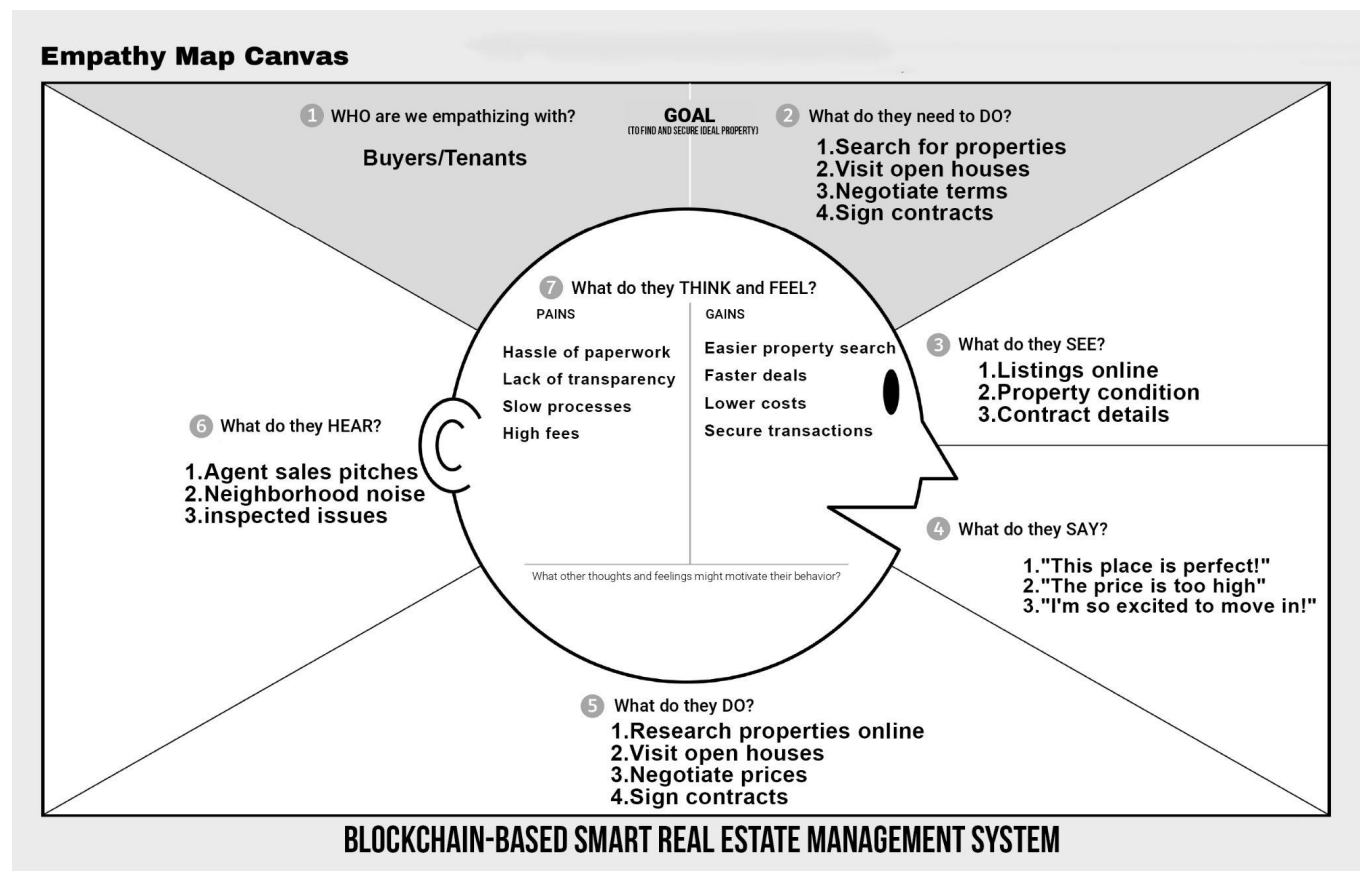 Empathy Map Canvas
1 WHO are we empathizing with?
Buyers/Tenants
GOAL
(TO FIND AND SECURE IDEAL PROPERTY)
2 What do they need to DO?
1.Search for properties
2.Visit open houses
3.Negotiate terms
4.Sign contracts
7 What do they THINK and FEEL?
PAINS
Hassle of paperwork
Lack of transparency
Slow processes
High fees
GAINS
Easier property search
Faster deals
Lower costs
Secure transactions
What other thoughts and feelings might motivate their behavior?
3 What do they SEE?
1.Listings online
2.Property condition
3.Contract details
4 What do they SAY?
1."This place is perfect!"
2."The price is too high"
3."I'm so excited to move in!"
5 What do they DO?
1.Research properties online
2.Visit open houses
3.Negotiate prices
4.Sign contracts
6 What do they HEAR?
1.Agent sales pitches
2.Neighborhood noise
3.inspected issues
BLOCKCHAIN-BASED SMART REAL ESTATE MANAGEMENT SYSTEM